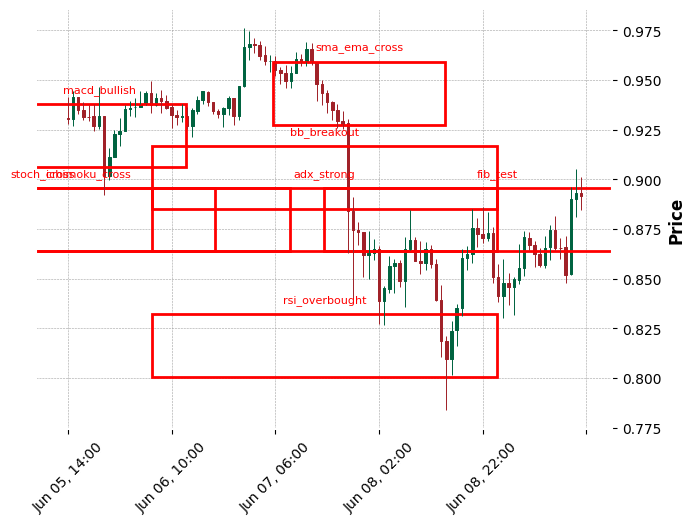 0.975
sma_ema_cross
0.950
macd_bullish
bb_breakout
0.925
0.900
adx_strong
fib_test
Price
0.875
0.850
rsi_overbought
0.825
0.800
0.775
Jun 05, 14:00
Jun 06, 10:00
Jun 07, 06:00
Jun 08, 02:00
Jun 08, 22:00